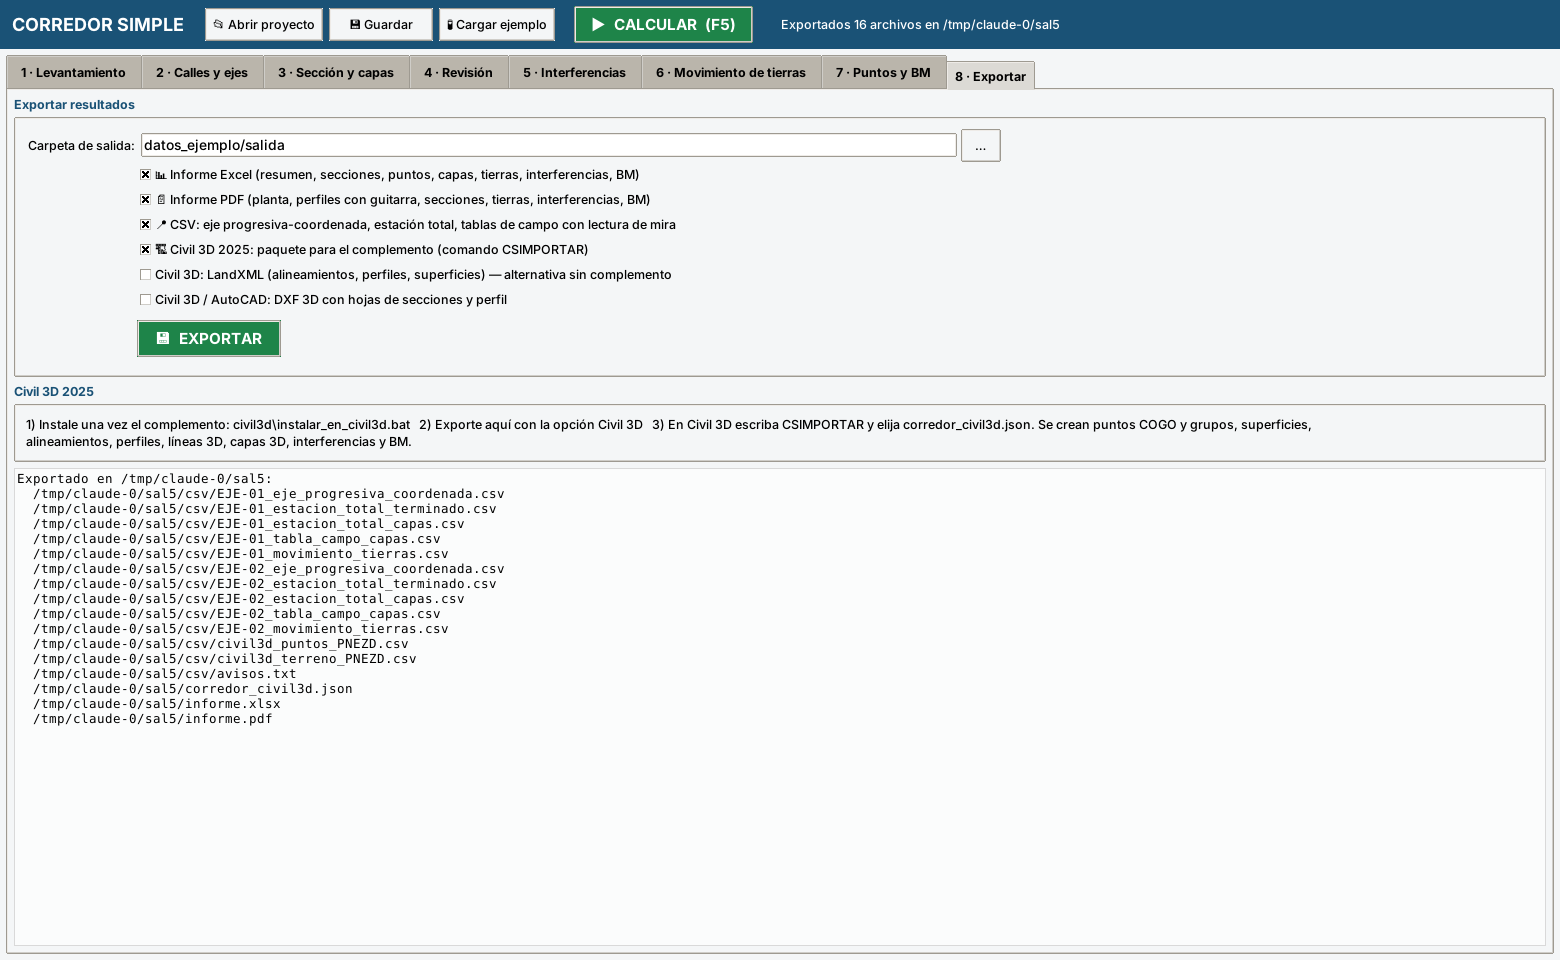 CORREDOR SIMPLE
Abrir proyecto
Guardar
Cargar ejemplo
CALCULAR (F5)
Exportados 16 archivos en /tmp/claude-0/sal5
1 · Levantamiento
2 · Calles y ejes
3 · Sección y capas
4 · Revisión
5 · Interferencias
6 · Movimiento de tierras
7 · Puntos y BM
8 · Exportar
Exportar resultados
Carpeta de salida: datos_ejemplo/salida ...
Informe Excel (resumen, secciones, puntos, capas, tierras, interferencias, BM)
Informe PDF (planta, perfiles con guitarra, secciones, tierras, interferencias, BM)
CSV: eje progresiva-coordenada, estación total, tablas de campo con lectura de mira
Civil 3D 2025: paquete para el complemento (comando CSIMPORTAR)
Civil 3D: LandXML (alineamientos, perfiles, superficies) — alternativa sin complemento
Civil 3D / AutoCAD: DXF 3D con hojas de secciones y perfil
EXPORTAR
Civil 3D 2025
1) Instale una vez el complemento: civil3d\instalar_en_civil3d.bat 2) Exporte aquí con la opción Civil 3D 3) En Civil 3D escriba CSIMPORTAR y elija corredor_civil3d.json. Se crean puntos COGO y grupos, superficies,
alineamientos, perfiles, líneas 3D, capas 3D, interferencias y BM.
Exportado en /tmp/claude-0/sal5:
/tmp/claude-0/sal5/csv/EJE-01_eje_progresiva_coordenada.csv
/tmp/claude-0/sal5/csv/EJE-01_estacion_total_terminado.csv
/tmp/claude-0/sal5/csv/EJE-01_estacion_total_capas.csv
/tmp/claude-0/sal5/csv/EJE-01_tabla_campo_capas.csv
/tmp/claude-0/sal5/csv/EJE-01_movimiento_tierras.csv
/tmp/claude-0/sal5/csv/EJE-02_eje_progresiva_coordenada.csv
/tmp/claude-0/sal5/csv/EJE-02_estacion_total_terminado.csv
/tmp/claude-0/sal5/csv/EJE-02_estacion_total_capas.csv
/tmp/claude-0/sal5/csv/EJE-02_tabla_campo_capas.csv
/tmp/claude-0/sal5/csv/EJE-02_movimiento_tierras.csv
/tmp/claude-0/sal5/csv/civil3d_puntos_PNEZD.csv
/tmp/claude-0/sal5/csv/civil3d_terreno_PNEZD.csv
/tmp/claude-0/sal5/csv/avisos.txt
/tmp/claude-0/sal5/corredor_civil3d.json
/tmp/claude-0/sal5/informe.xlsx
/tmp/claude-0/sal5/informe.pdf